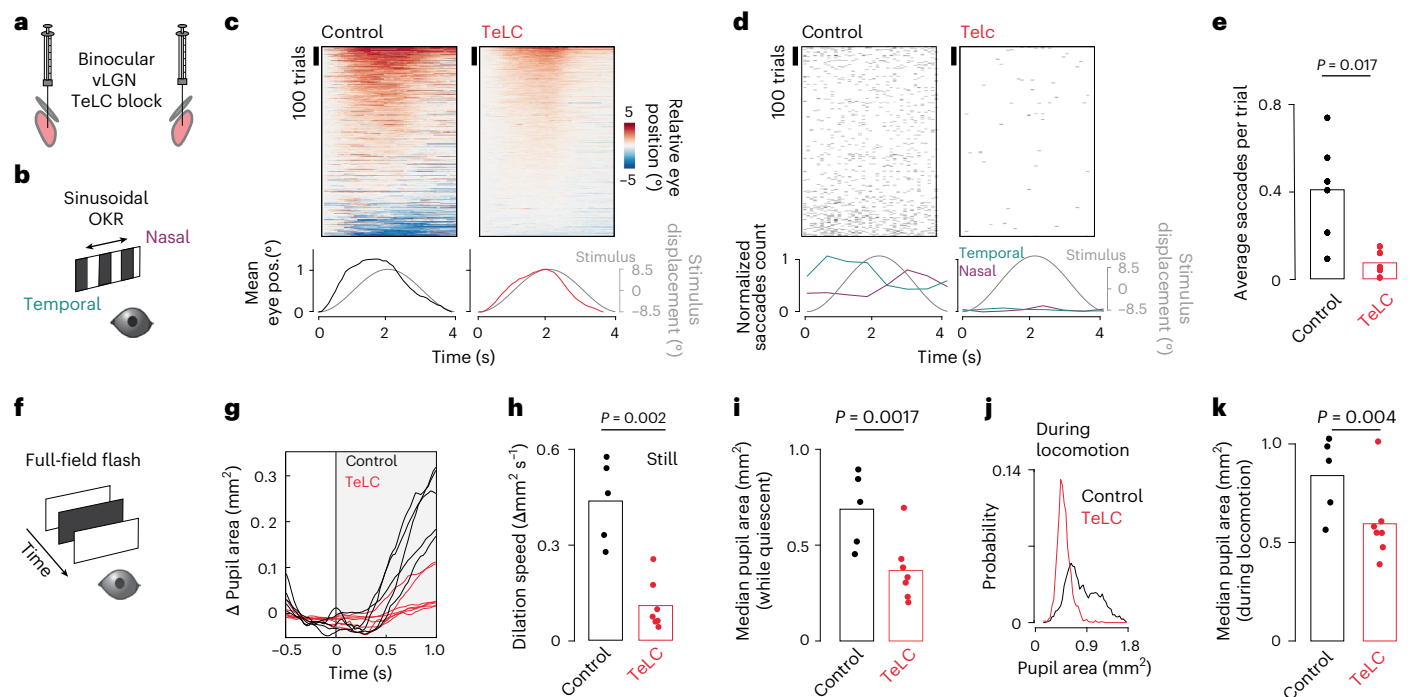 a
Binocular
vLGN
TeLC block
b
Sinusoidal
OKR
Nasal
Temporal
c
Control
TeLC
100 trials
5
−5
Relative eye
position (°)
Mean
eye pos.(°)
1
0
0
2
4
0
2
4
Stimulus
8.5
0
−8.5
Stimulus
displacement (°)
Time (s)
d
Control
Telc
100 trials
Normalized
saccades count
1
0
0
2
4
0
2
4
Temporal
Nasal
Stimulus
8.5
0
−8.5
Stimulus
displacement (°)
Time (s)
e
P = 0.017
Average saccades per trial
0.8
0.4
0
Control
TeLC
f
Full-field flash
Time
g
Δ Pupil area (mm²)
0.3
0.2
0.1
0
Control
TeLC
−0.5
0
0.5
1.0
Time (s)
h
P = 0.002
Still
Dilation speed (Δmm² s⁻¹)
0.6
0.3
0
Control
TeLC
i
P = 0.0017
Median pupil area (mm²)
(while quiescent)
1.0
0.5
0
Control
TeLC
j
During
locomotion
0.14
0
Probability
Control
TeLC
0
0.9
1.8
Pupil area (mm²)
k
P = 0.004
Median pupil area (mm²)
(during locomotion)
1.0
0.5
0
Control
TeLC